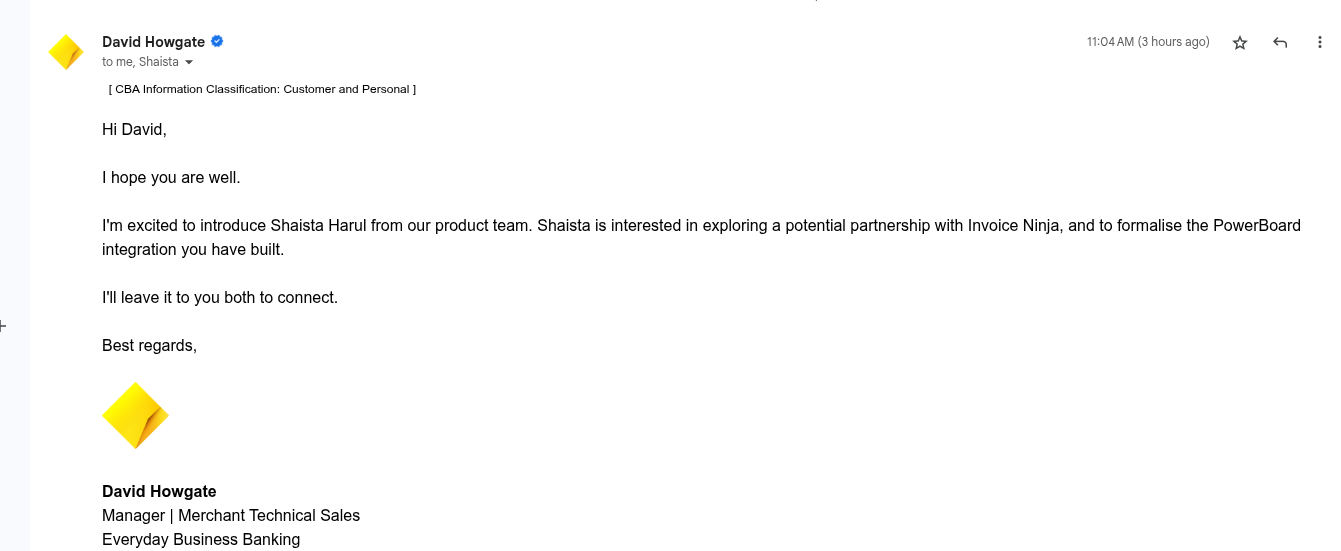 David Howgate
11:04 AM (3 hours ago)
to me, Shaista
[ CBA Information Classification: Customer and Personal ]
Hi David,
I hope you are well.
I'm excited to introduce Shaista Harul from our product team. Shaista is interested in exploring a potential partnership with Invoice Ninja, and to formalise the PowerBoard
integration you have built.
I'll leave it to you both to connect.
Best regards,
David Howgate
Manager | Merchant Technical Sales
Everyday Business Banking